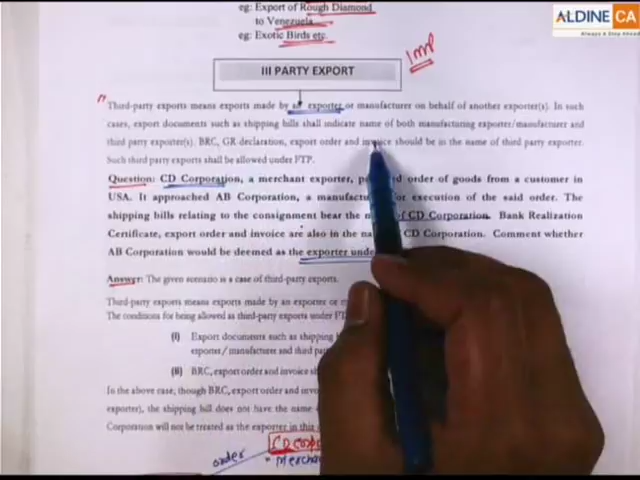 eg: Export of Rough Diamond
to Venezuela
eg: Exotic Birds etc.
ALDINE CA
Always a Step Ahead
Imp
III PARTY EXPORT
"Third-party exports means exports made by an exporter or manufacturer on behalf of another exporter(s). In such
cases, export documents such as shipping bills shall indicate name of both manufacturing exporter/manufacturer and
third party exporter(s). BRC, GR declaration, export order and invoice should be in the name of third party exporter.
Such third party exports shall be allowed under FTP.
Question: CD Corporation, a merchant exporter, order of goods from a customer in
USA. It approached AB Corporation, a manufacturer for execution of the said order. The
shipping bills relating to the consignment bear the of CD Corporation. Bank Realization
Certificate, export order and invoice are also in the CD Corporation. Comment whether
AB Corporation would be deemed as the exporter under
Answer: The given scenario is a case of third-party exports.
Third-party exports means exports made by an exporter or
The conditions for being allowed as third-party exports under
(i) Export documents such as shipping
exporter/manufacturer and third
(ii) BRC, export order and invoice
In the above case, though BRC, export order and
exporter), the shipping bill does not have the name
Corporation will not be treated as the exporter in this
CD
order